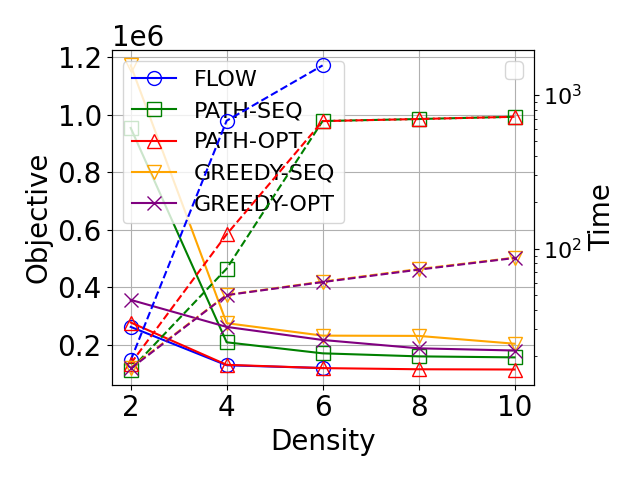 1e6
1.2
1.0
0.8
0.6
0.4
0.2
Objective
FLOW
PATH-SEQ
PATH-OPT
GREEDY-SEQ
GREEDY-OPT
10³
10²
Time
2 4 6 8 10
Density